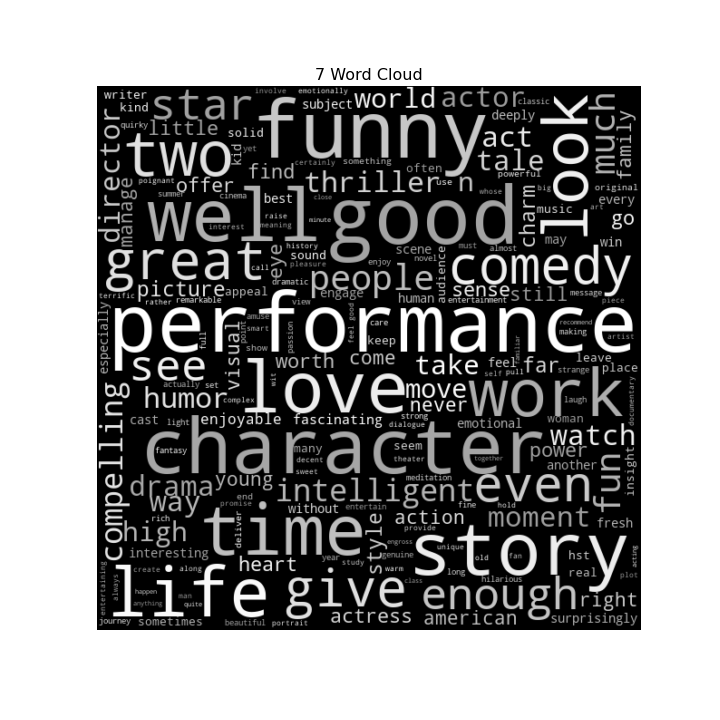 7 Word Cloud
writer involve emotionally classic
kind star subject world actor
quirky little solid funny deeply act look much family
director two kid yet certainly something tale
manage poignant offer find thriller n often powerful
summer cinema use whose big original
well good best charm music art every go
raise meaning close minute
interest history scene must almost may win
great call eye sound pleasure enjoy novel audience comedy
terrific picture dramatic people sense still message
rather remarkable appeal view engage human entertainment piece
especially performance
amuse care recommend
full smart point passion feel good keep making artist
see visual show worth come take feel far familiar leave place
actually set wit love move self pull strange
humor complex never work laugh documentary
compelling cast light enjoyable fascinating strong dialogue emotional woman watch
fantasy character many seem power
decent theater together another insight
drama young sweet intelligent meditation even fun
way end promise without entertain fine hold moment
high rich deliver time style action provide fresh
interesting engross genuine unique old fan story acting
entertaining create along heart year study warm long hst real plot
always happen life class hilarious
anything man quite give enough right
journey sometimes beautiful portrait actress american surprisingly